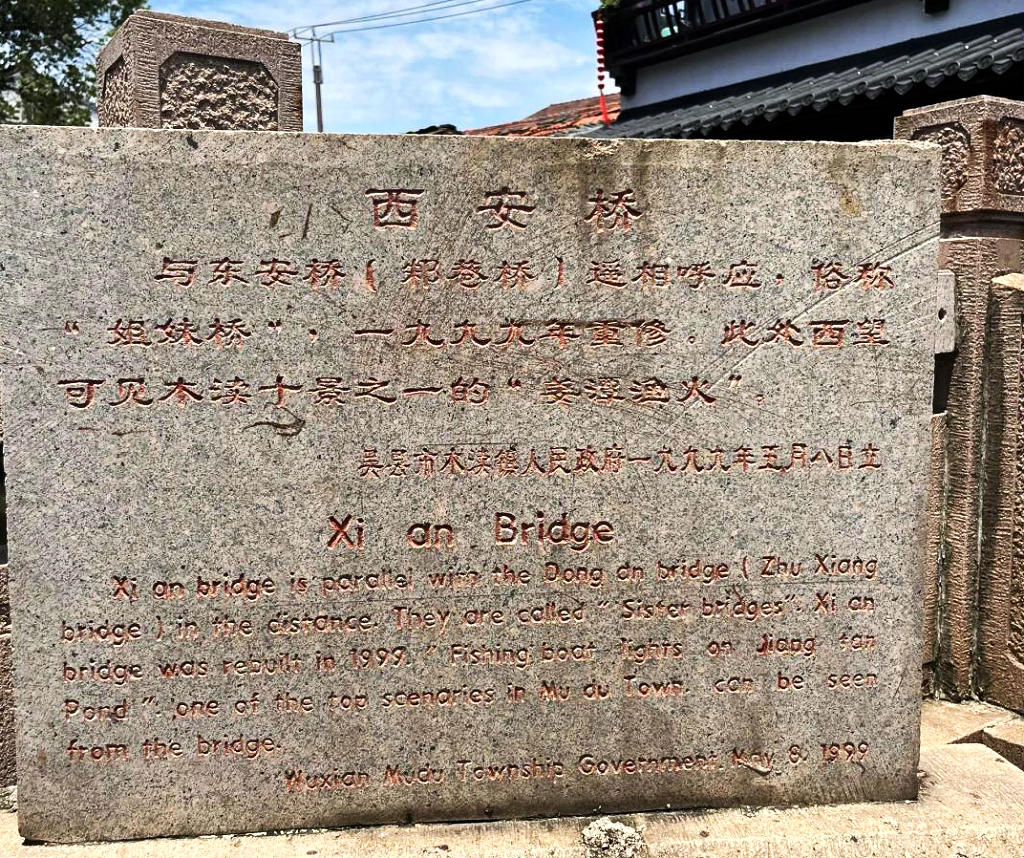 西安桥
与东安桥（邾巷桥）遥相呼应，俗称
“姐妹桥”，一九九九年重修。此处西望
可见木渎十景之一的“姜潭渔火”。
吴县市木渎镇人民政府一九九九年五月八日立
Xi an Bridge
Xi an bridge is parallel with the Dong an bridge ( Zhu Xiang
bridge ) in the distance. They are called " Sister bridges". Xi an
bridge was rebuilt in 1999. " Fishing boat lights on Jiang tan
Pond ", one of the top scenaries in Mu du Town. can be seen
from the bridge.
Wuxian Mudu Township Government. May 8. 1999